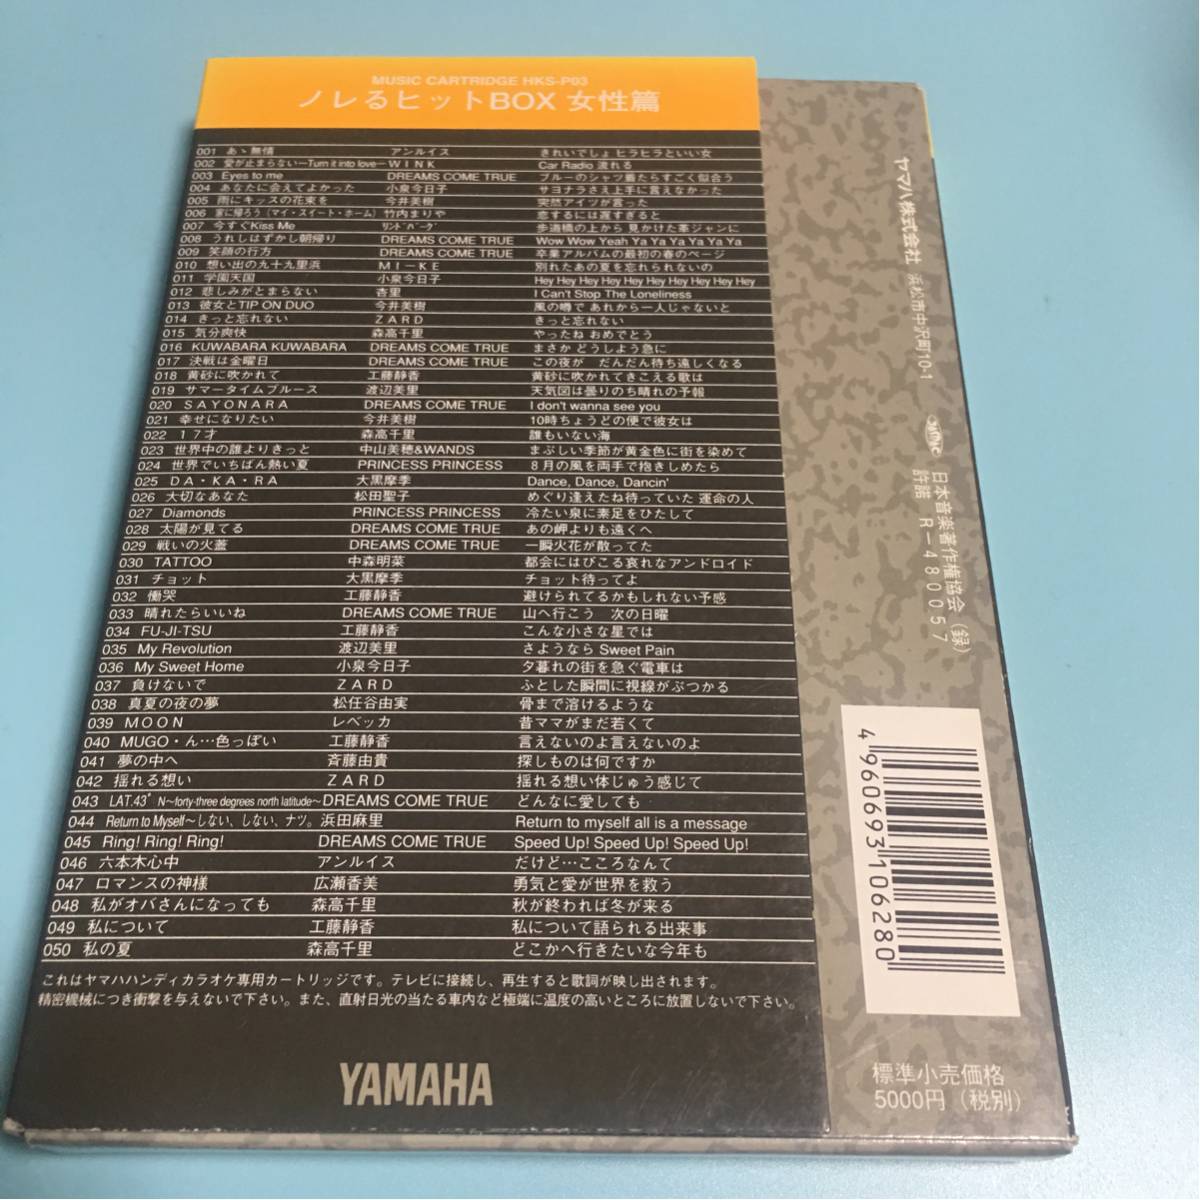 MUSIC CARTRIDGE HKS-P03
ノレるヒットBOX 女性篇
001 あゝ無情 アンルイス きれいでしょ ヒラヒラといい女
002 愛が止まらない—Turn it into love— WINK Car Radio 流れる
003 Eyes to me DREAMS COME TRUE ブルーのシャツ着たらすごく似合う
004 あなたに会えてよかった 小泉今日子 サヨナラさえ上手に言えなかった
005 雨にキッスの花束を 今井美樹 突然アイツが言った
006 家に帰ろう（マイ・スイート・ホーム） 竹内まりや 恋するには遅すぎると
007 今すぐKiss Me リンドバーグ 歩道橋の上から 見かけた革ジャンに
008 うれしはずかし朝帰り DREAMS COME TRUE Wow Wow Yeah Ya Ya Ya Ya Ya Ya
009 笑顔の行方 DREAMS COME TRUE 卒業アルバムの最初の春のページ
010 想い出の九十九里浜 MI—KE 別れたあの夏を忘れられないの
011 学園天国 小泉今日子 Hey Hey Hey Hey Hey Hey Hey Hey Hey Hey
012 悲しみがとまらない 杏里 I Can't Stop The Loneliness
013 彼女とTIP ON DUO 今井美樹 風の噂で あれから一人じゃないと
014 きっと忘れない ZARD きっと忘れない
015 気分爽快 森高千里 やったね おめでとう
016 KUWABARA KUWABARA DREAMS COME TRUE まさか どうしよう急に
017 決戦は金曜日 DREAMS COME TRUE この夜が だんだん待ち遠しくなる
018 黄砂に吹かれて 工藤静香 黄砂に吹かれてきこえる歌は
019 サマータイムブルース 渡辺美里 天気図は曇りのち晴れの予報
020 SAYONARA DREAMS COME TRUE I don't wanna see you
021 幸せになりたい 今井美樹 10時ちょうどの便で彼女は
022 17才 森高千里 誰もいない海
023 世界中の誰よりきっと 中山美穂&WANDS まぶしい季節が黄金色に街を染めて
024 世界でいちばん熱い夏 PRINCESS PRINCESS 8月の風を両手で抱きしめたら
025 DA・KA・RA 大黒摩季 Dance, Dance, Dancin'
026 大切なあなた 松田聖子 めぐり逢えたね待っていた 運命の人
027 Diamonds PRINCESS PRINCESS 冷たい泉に素足をひたして
028 太陽が見てる DREAMS COME TRUE あの岬よりも遠くへ
029 戦いの火蓋 DREAMS COME TRUE 一瞬火花が散ってた
030 TATTOO 中森明菜 都会にはびこる哀れなアンドロイド
031 チョット 大黒摩季 チョット待ってよ
032 慟哭 工藤静香 避けられてるかもしれない予感
033 晴れたらいいね DREAMS COME TRUE 山へ行こう 次の日曜
034 FU-JI-TSU 工藤静香 こんな小さな星では
035 My Revolution 渡辺美里 さようなら Sweet Pain
036 My Sweet Home 小泉今日子 夕暮れの街を急ぐ電車は
037 負けないで ZARD ふとした瞬間に視線がぶつかる
038 真夏の夜の夢 松任谷由実 骨まで溶けるような
039 MOON レベッカ 昔ママがまだ若くて
040 MUGO・ん…色っぽい 工藤静香 言えないのよ言えないのよ
041 夢の中へ 斉藤由貴 探しものは何ですか
042 揺れる想い ZARD 揺れる想い体じゅう感じて
043 LAT.43°N～forty-three degrees north latitude～ DREAMS COME TRUE どんなに愛しても
044 Return to Myself～しない、しない、ナツ。 浜田麻里 Return to myself all is a message
045 Ring! Ring! Ring! DREAMS COME TRUE Speed Up! Speed Up! Speed Up!
046 六本木心中 アンルイス だけど…こころなんて
047 ロマンスの神様 広瀬香美 勇気と愛が世界を救う
048 私がオバさんになっても 森高千里 秋が終われば冬が来る
049 私について 工藤静香 私について語られる出来事
050 私の夏 森高千里 どこかへ行きたいな今年も
これはヤマハハンディカラオケ専用カートリッジです。テレビに接続し、再生すると歌詞が映し出されます。
精密機械につき衝撃を与えないで下さい。また、直射日光の当たる車内など極端に温度の高いところに放置しないで下さい。
YAMAHA
ヤマハ株式会社 浜松市中沢町10-1
日本音楽著作権協会（録）
許諾 R-480057
4960693106280
標準小売価格
5000円（税別）